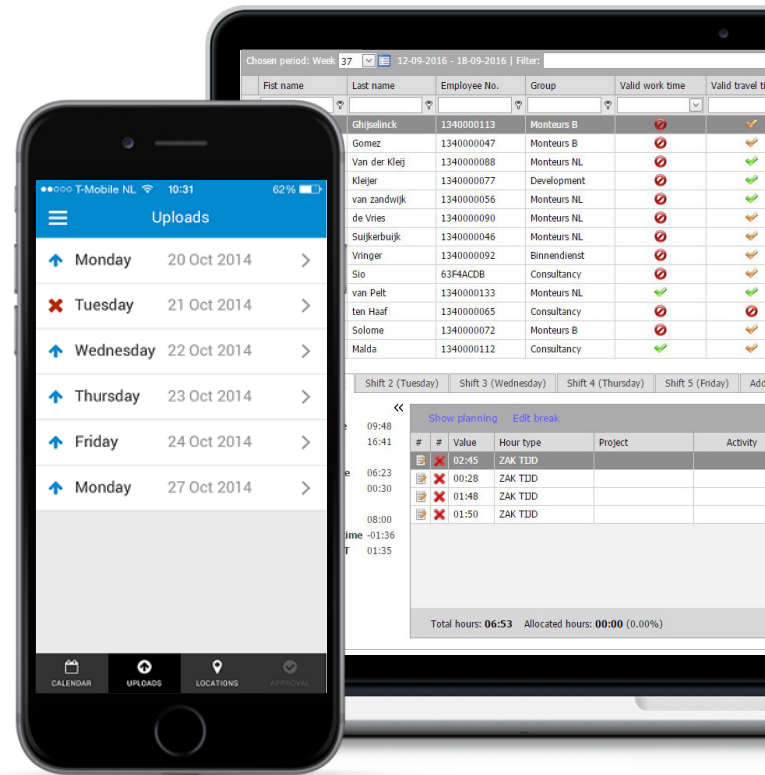 Chosen period: Week 37 12-09-2016 - 18-09-2016 | Filter:
Fist name Last name Employee No. Group Valid work time Valid travel ti
Ghijselinck 1340000113 Monteurs B
Gomez 1340000047 Monteurs B
Van der Kleij 1340000088 Monteurs NL
Kleijer 1340000077 Development
van zandwijk 1340000056 Monteurs NL
de Vries 1340000090 Monteurs NL
Suijkerbuijk 1340000046 Monteurs NL
Vringer 1340000092 Binnendienst
Sio 63F4ACDB Consultancy
van Pelt 1340000133 Monteurs NL
ten Haaf 1340000065 Consultancy
Solome 1340000072 Monteurs B
Malda 1340000112 Consultancy
Shift 2 (Tuesday) Shift 3 (Wednesday) Shift 4 (Thursday) Shift 5 (Friday) Add
«
e 09:48
16:41
e 06:23
00:30
08:00
ime -01:36
T 01:35
Show planning Edit break
# # Value Hour type Project Activity
02:45 ZAK TIJD
00:28 ZAK TIJD
01:48 ZAK TIJD
01:50 ZAK TIJD
Total hours: 06:53 Allocated hours: 00:00 (0.00%)
T-Mobile NL 10:31 62%
Uploads
Monday 20 Oct 2014 >
Tuesday 21 Oct 2014 >
Wednesday 22 Oct 2014 >
Thursday 23 Oct 2014 >
Friday 24 Oct 2014 >
Monday 27 Oct 2014 >
CALENDAR UPLOADS LOCATIONS APPROVAL